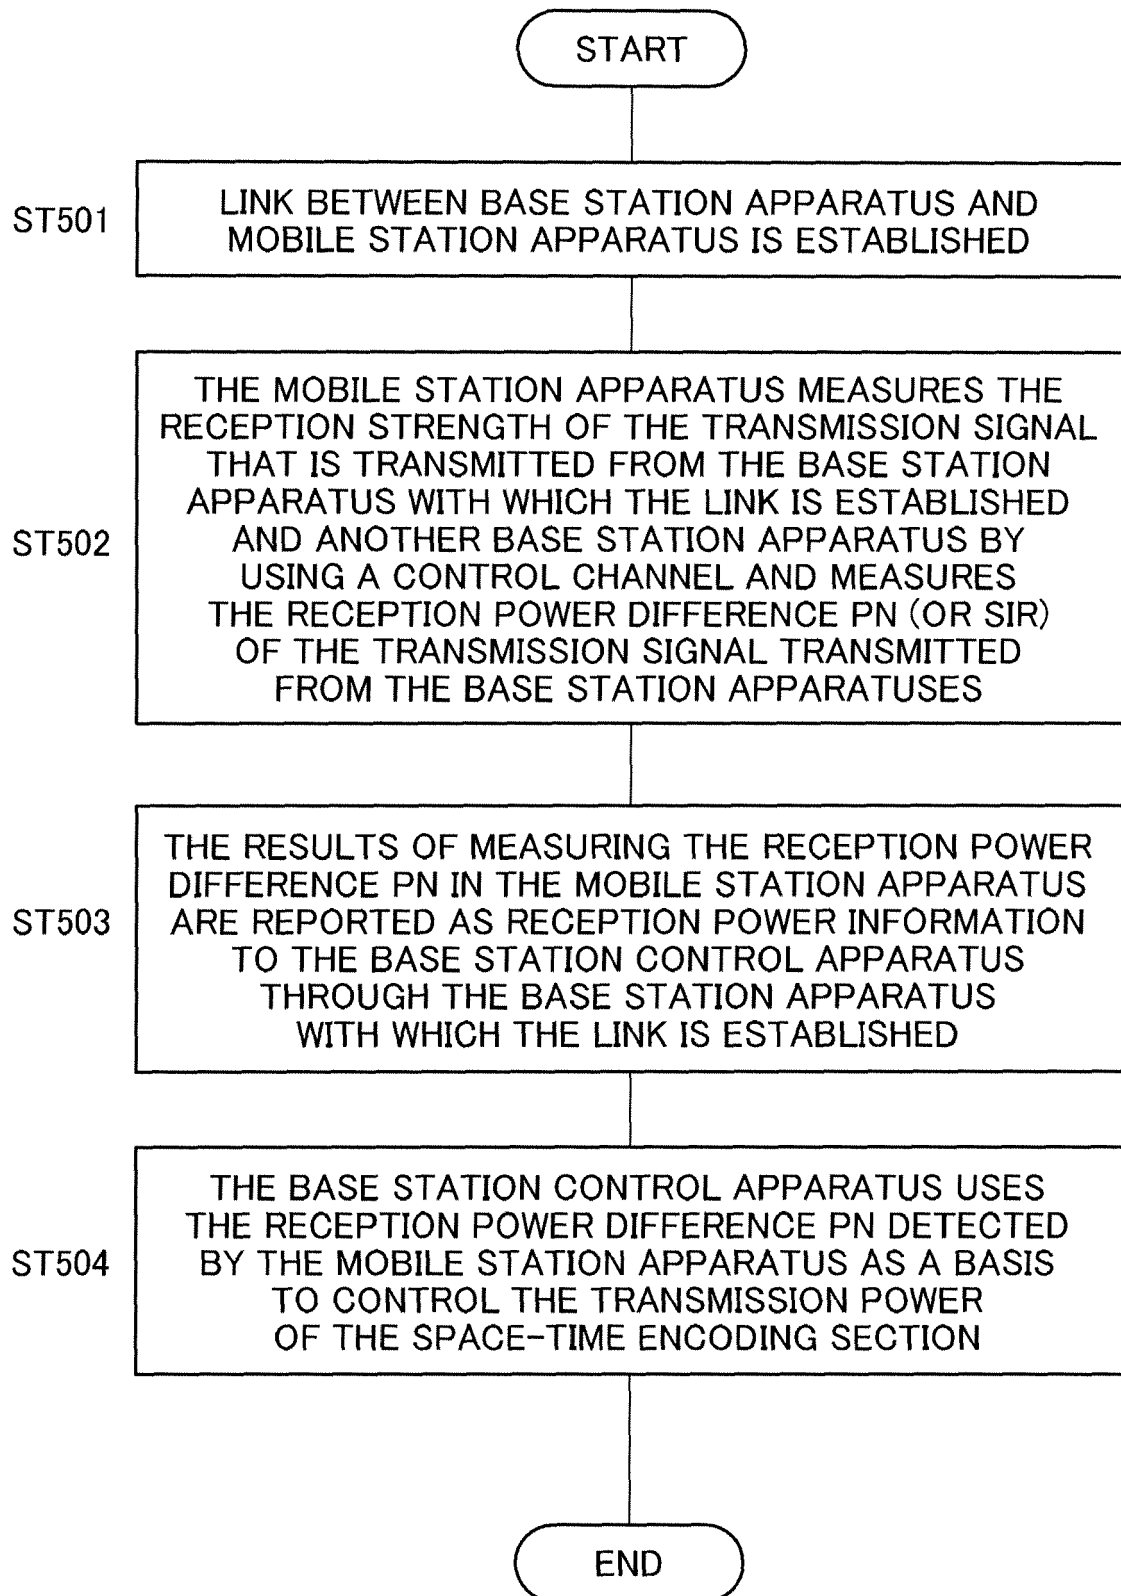 START
ST501
LINK BETWEEN BASE STATION APPARATUS AND
MOBILE STATION APPARATUS IS ESTABLISHED
ST502
THE MOBILE STATION APPARATUS MEASURES THE
RECEPTION STRENGTH OF THE TRANSMISSION SIGNAL
THAT IS TRANSMITTED FROM THE BASE STATION
APPARATUS WITH WHICH THE LINK IS ESTABLISHED
AND ANOTHER BASE STATION APPARATUS BY
USING A CONTROL CHANNEL AND MEASURES
THE RECEPTION POWER DIFFERENCE PN (OR SIR)
OF THE TRANSMISSION SIGNAL TRANSMITTED
FROM THE BASE STATION APPARATUSES
ST503
THE RESULTS OF MEASURING THE RECEPTION POWER
DIFFERENCE PN IN THE MOBILE STATION APPARATUS
ARE REPORTED AS RECEPTION POWER INFORMATION
TO THE BASE STATION CONTROL APPARATUS
THROUGH THE BASE STATION APPARATUS
WITH WHICH THE LINK IS ESTABLISHED
ST504
THE BASE STATION CONTROL APPARATUS USES
THE RECEPTION POWER DIFFERENCE PN DETECTED
BY THE MOBILE STATION APPARATUS AS A BASIS
TO CONTROL THE TRANSMISSION POWER
OF THE SPACE-TIME ENCODING SECTION
END